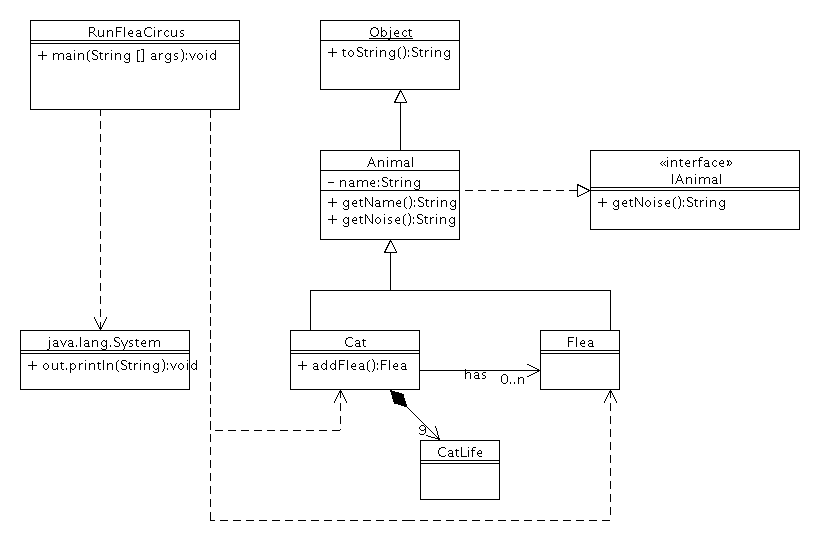 RunFleaCircus
+ main(String [] args):void
Object
+ toString():String
Animal
- name:String
+ getName():String
+ getNoise():String
«interface»
IAnimal
+ getNoise():String
java.lang.System
+ out.println(String):void
Cat
+ addFlea():Flea
has
0..n
Flea
9
CatLife